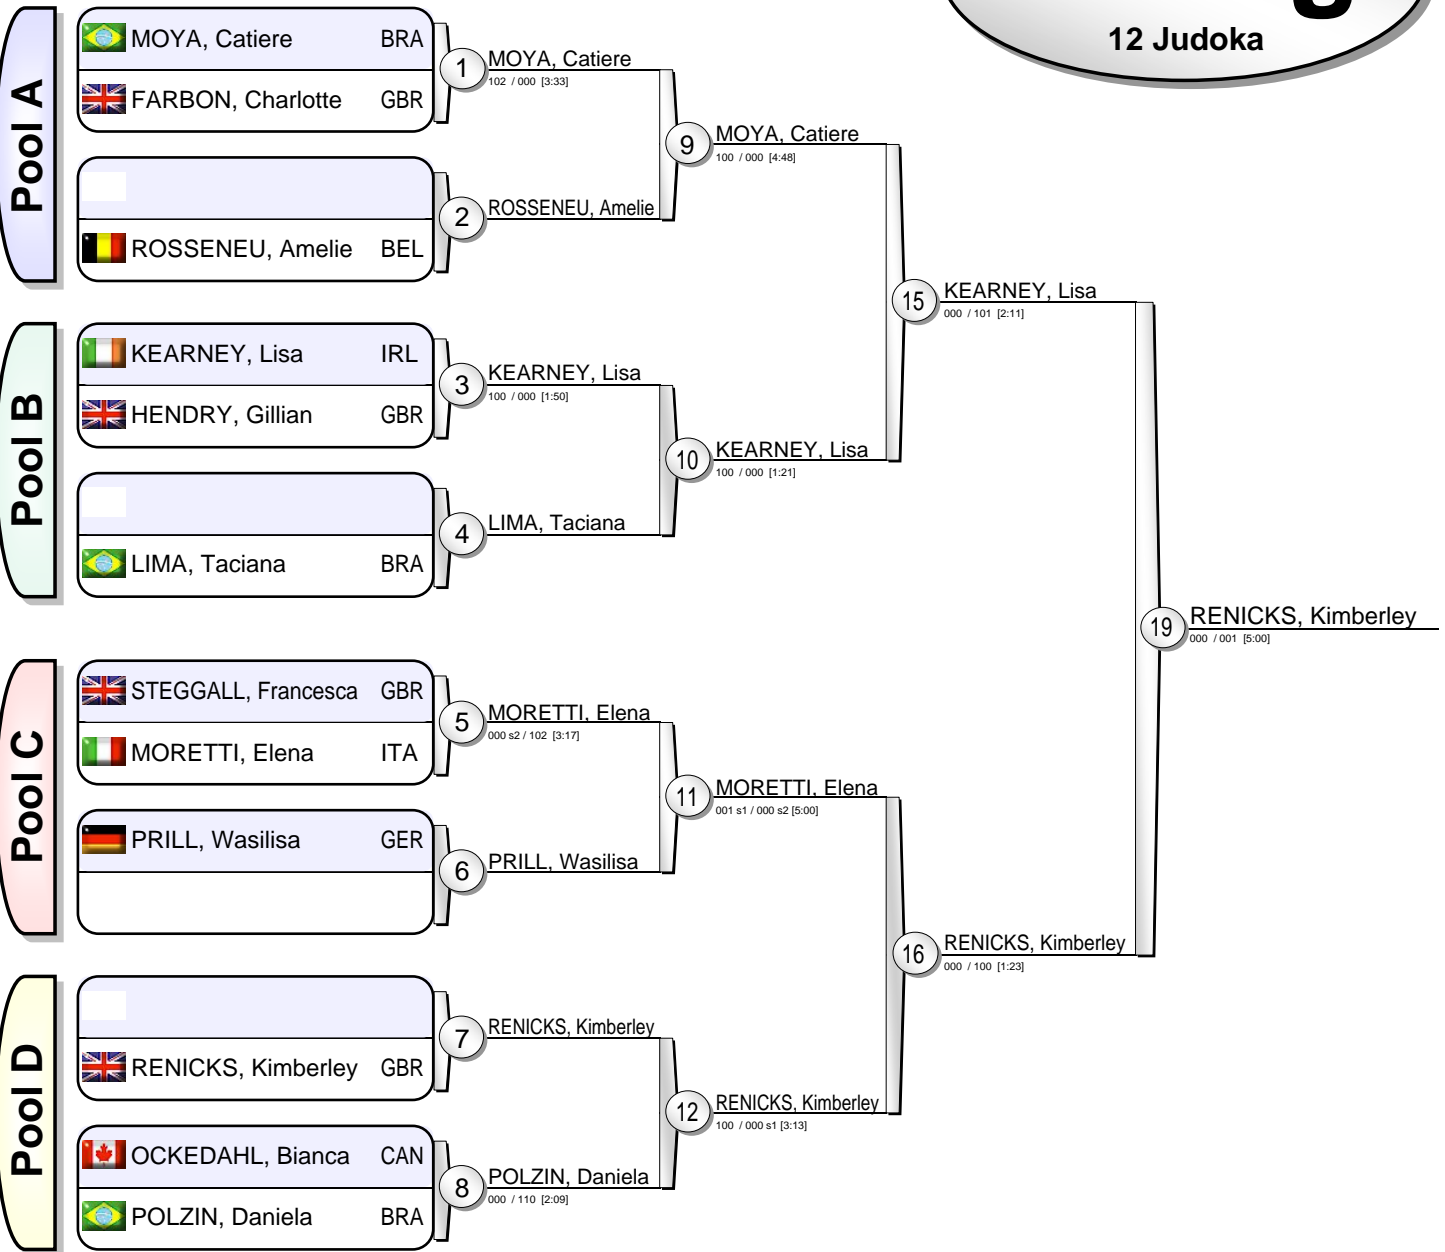 12 Judoka
Pool A
MOYA, Catiere BRA
FARBON, Charlotte GBR
ROSSENEU, Amelie BEL
1
MOYA, Catiere
102 / 000 [3:33]
2
ROSSENEU, Amelie
9
MOYA, Catiere
100 / 000 [4:48]
Pool B
KEARNEY, Lisa IRL
HENDRY, Gillian GBR
LIMA, Taciana BRA
3
KEARNEY, Lisa
100 / 000 [1:50]
4
LIMA, Taciana
10
KEARNEY, Lisa
100 / 000 [1:21]
15
KEARNEY, Lisa
000 / 101 [2:11]
Pool C
STEGGALL, Francesca GBR
MORETTI, Elena ITA
PRILL, Wasilisa GER
5
MORETTI, Elena
000 s2 / 102 [3:17]
6
PRILL, Wasilisa
11
MORETTI, Elena
001 s1 / 000 s2 [5:00]
Pool D
RENICKS, Kimberley GBR
OCKEDAHL, Bianca CAN
POLZIN, Daniela BRA
7
RENICKS, Kimberley
8
POLZIN, Daniela
000 / 110 [2:09]
12
RENICKS, Kimberley
100 / 000 s1 [3:13]
16
RENICKS, Kimberley
000 / 100 [1:23]
19
RENICKS, Kimberley
000 / 001 [5:00]